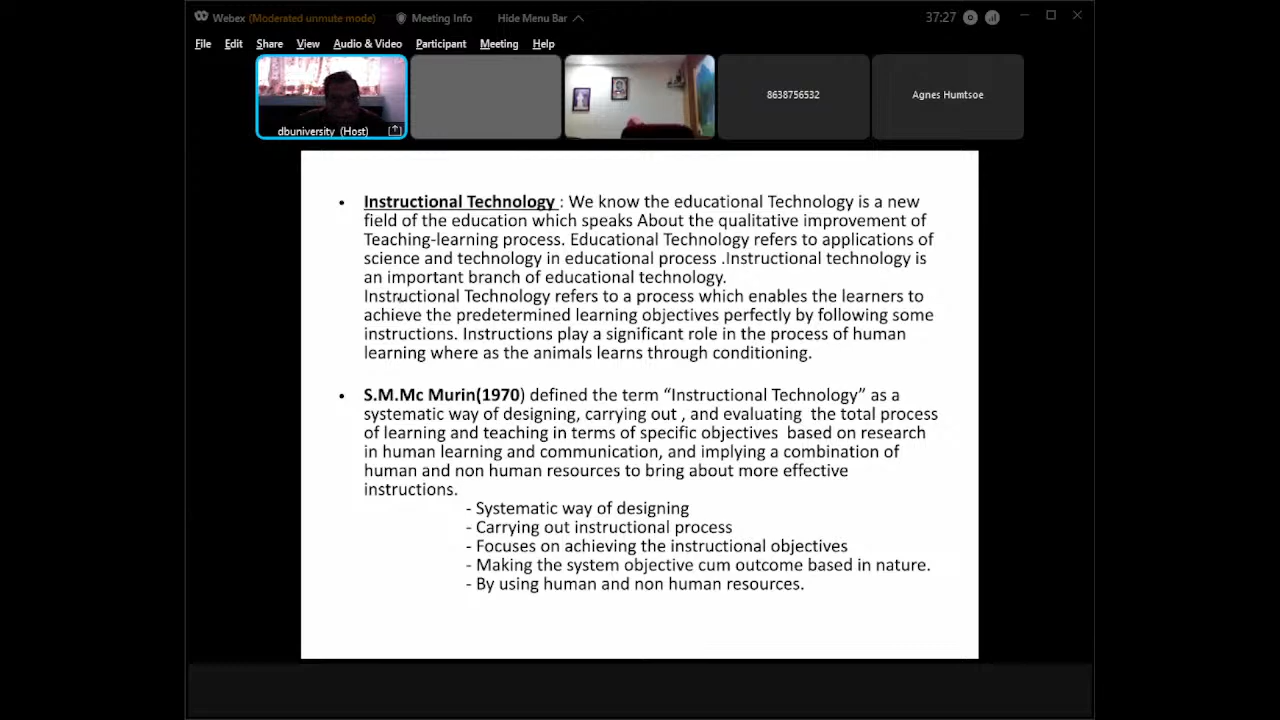 Webex (Moderated unmute mode) Meeting Info Hide Menu Bar 37:27
File Edit Share View Audio & Video Participant Meeting Help
dbuniversity (Host)
8638756532
Agnes Humtsoe
• Instructional Technology : We know the educational Technology is a new
field of the education which speaks About the qualitative improvement of
Teaching-learning process. Educational Technology refers to applications of
science and technology in educational process .Instructional technology is
an important branch of educational technology.
Instructional Technology refers to a process which enables the learners to
achieve the predetermined learning objectives perfectly by following some
instructions. Instructions play a significant role in the process of human
learning where as the animals learns through conditioning.
• S.M.Mc Murin(1970) defined the term “Instructional Technology” as a
systematic way of designing, carrying out , and evaluating the total process
of learning and teaching in terms of specific objectives based on research
in human learning and communication, and implying a combination of
human and non human resources to bring about more effective
instructions.
- Systematic way of designing
- Carrying out instructional process
- Focuses on achieving the instructional objectives
- Making the system objective cum outcome based in nature.
- By using human and non human resources.